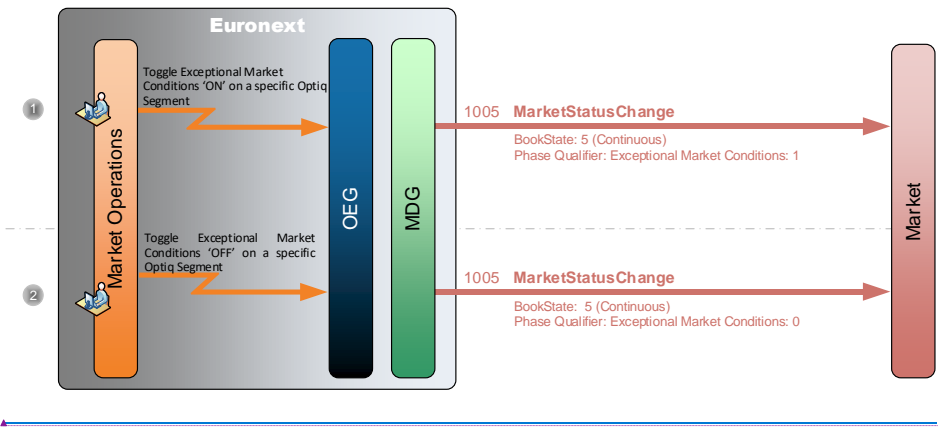 Euronext
Toggle Exceptional Market
Conditions ‘ON’ on a specific Optiq
Segment
1
1005 MarketStatusChange
BookState: 5 (Continuous)
Phase Qualifier: Exceptional Market Conditions: 1
Market Operations
OEG
MDG
Market
Toggle Exceptional Market
Conditions ‘OFF’ on a specific
Optiq Segment
2
1005 MarketStatusChange
BookState: 5 (Continuous)
Phase Qualifier: Exceptional Market Conditions: 0